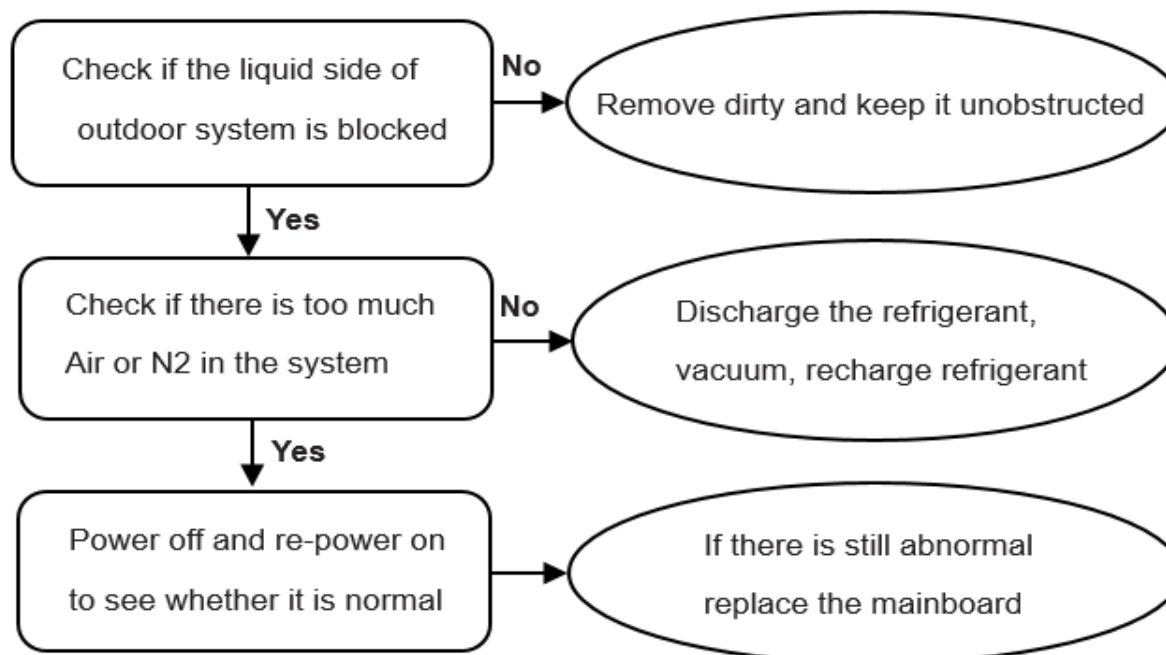 Check if the liquid side of
outdoor system is blocked
No
Remove dirty and keep it unobstructed
Yes
Check if there is too much
Air or N2 in the system
No
Discharge the refrigerant,
vacuum, recharge refrigerant
Yes
Power off and re-power on
to see whether it is normal
If there is still abnormal
replace the mainboard